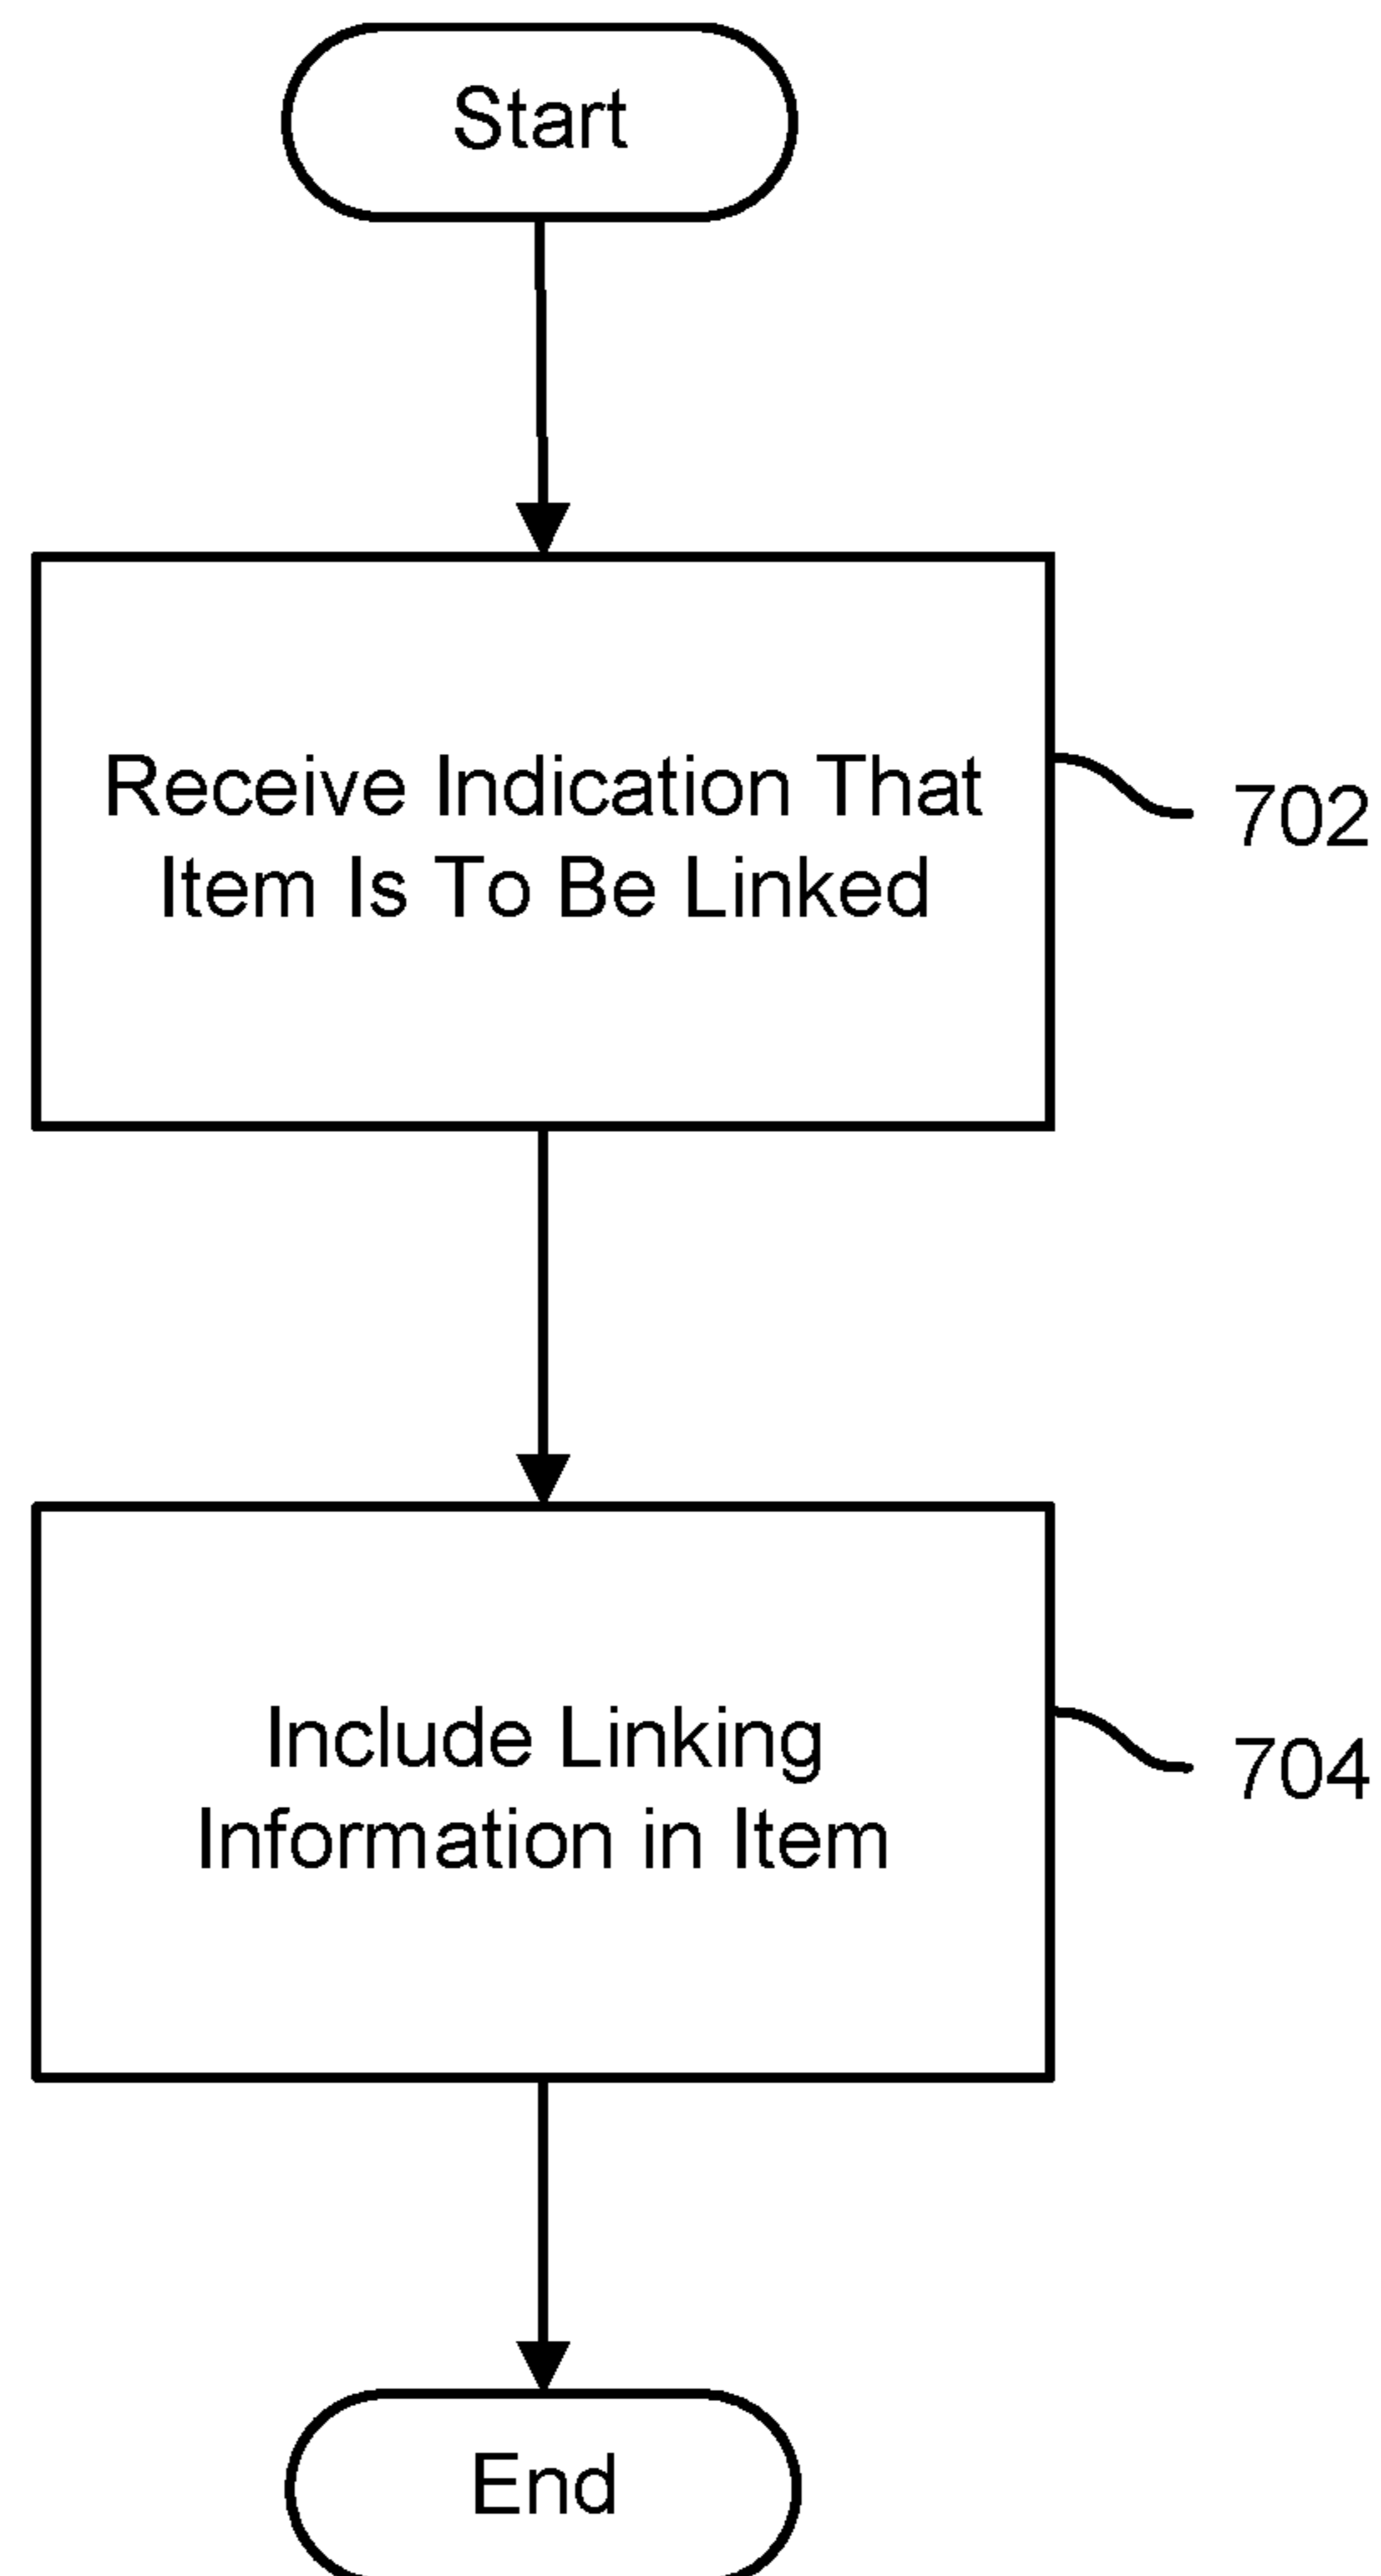 Start
Receive Indication That
Item Is To Be Linked
702
Include Linking
Information in Item
704
End